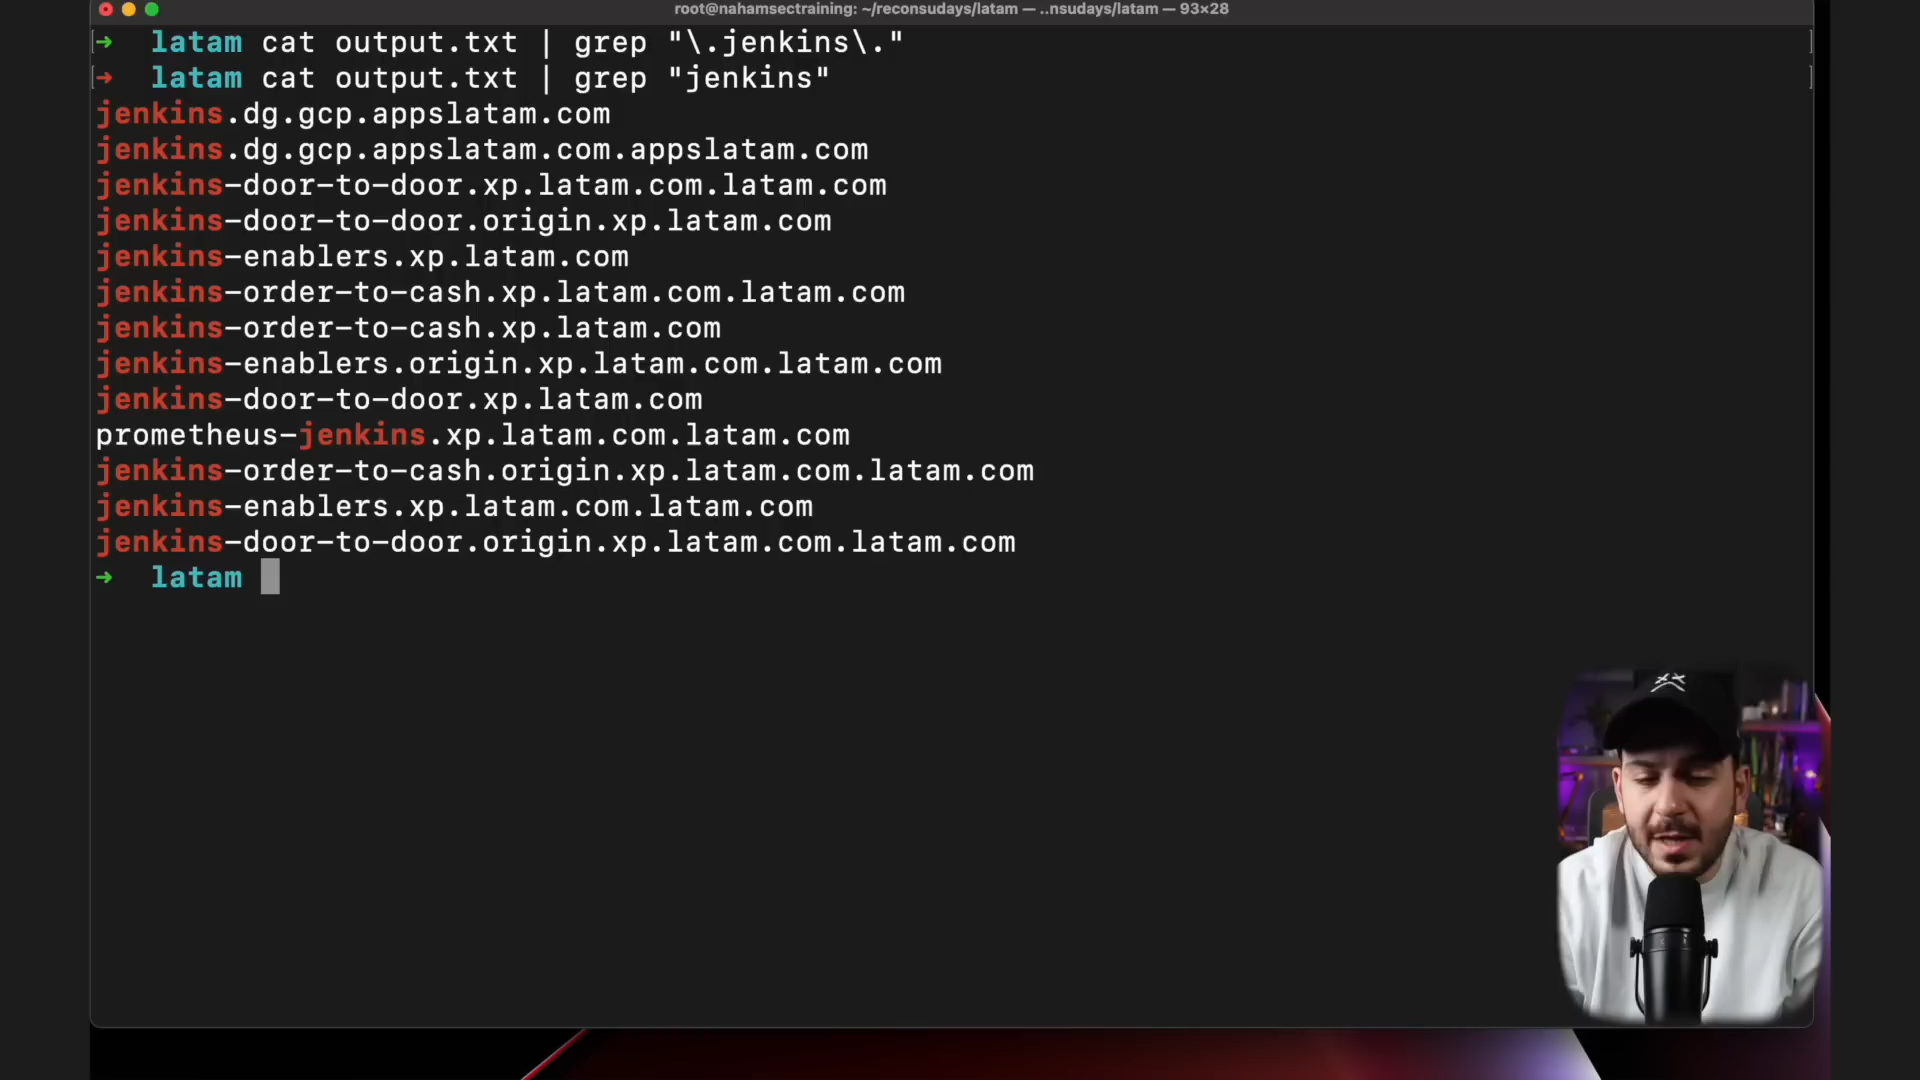 root@nahamsectraining: ~/reconsudays/latam — ..nsudays/latam — 93×28
[➜ latam cat output.txt | grep "\.jenkins\." ]
[➜ latam cat output.txt | grep "jenkins" ]
jenkins.dg.gcp.appslatam.com
jenkins.dg.gcp.appslatam.com.appslatam.com
jenkins-door-to-door.xp.latam.com.latam.com
jenkins-door-to-door.origin.xp.latam.com
jenkins-enablers.xp.latam.com
jenkins-order-to-cash.xp.latam.com.latam.com
jenkins-order-to-cash.xp.latam.com
jenkins-enablers.origin.xp.latam.com.latam.com
jenkins-door-to-door.xp.latam.com
prometheus-jenkins.xp.latam.com.latam.com
jenkins-order-to-cash.origin.xp.latam.com.latam.com
jenkins-enablers.xp.latam.com.latam.com
jenkins-door-to-door.origin.xp.latam.com.latam.com
➜ latam